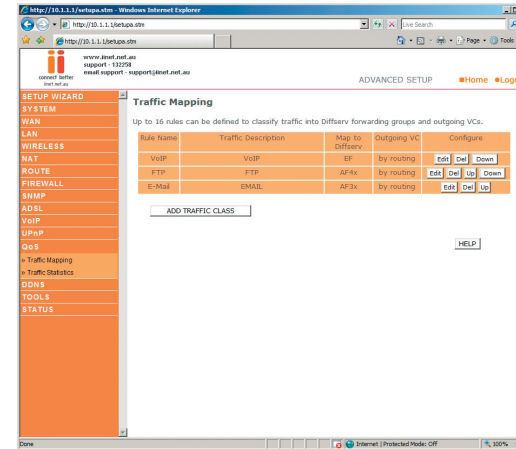 http://10.1.1.1/setupa.stm - Windows Internet Explorer
http://10.1.1.1/setupa.stm
Live Search
http://10.1.1.1/setupa.stm
Page
Tools
www.iinet.net.au
support - 132258
email support - support@iinet.net.au
connect better
iinet.net.au
ADVANCED SETUP
Home
SETUP WIZARD
SYSTEM
WAN
LAN
WIRELESS
NAT
ROUTE
FIREWALL
SNMP
ADSL
VoIP
UPnP
QoS
» Traffic Mapping
» Traffic Statistics
DDNS
TOOLS
STATUS
Traffic Mapping
Up to 16 rules can be defined to classify traffic into Diffserv forwarding groups and outgoing VCs.
Rule Name Traffic Description Map to Diffserv Outgoing VC Configure
VoIP VoIP EF by routing Edit Del Down
FTP FTP AF4x by routing Edit Del Up Down
E-Mail EMAIL AF3x by routing Edit Del Up
ADD TRAFFIC CLASS
HELP
Done
Internet | Protected Mode: Off
100%